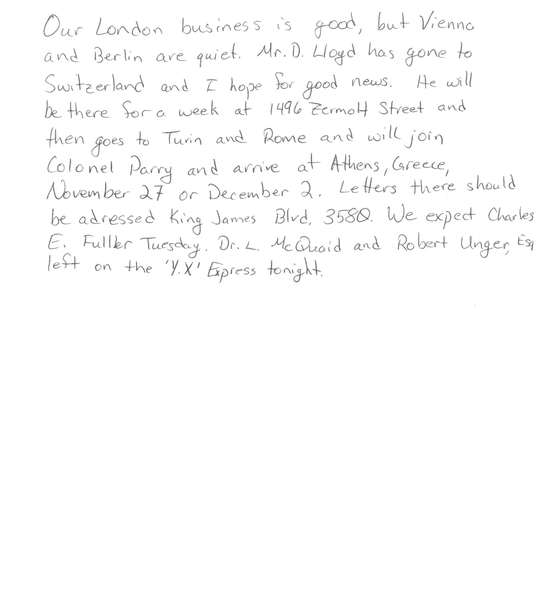 Our London business is good, but Vienna
and Berlin are quiet. Mr. D. Lloyd has gone to
Switzerland and I hope for good news. He will
be there for a week at 1496 Zermott Street and
then goes to Turin and Rome and will join
Colonel Parry and arrive at Athens, Greece,
November 27 or December 2. Letters there should
be adressed King James Blvd, 3580. We expect Charles
E. Fuller Tuesday. Dr. L. McQuaid and Robert Unger, Esq
left on the 'Y.X' Express tonight.